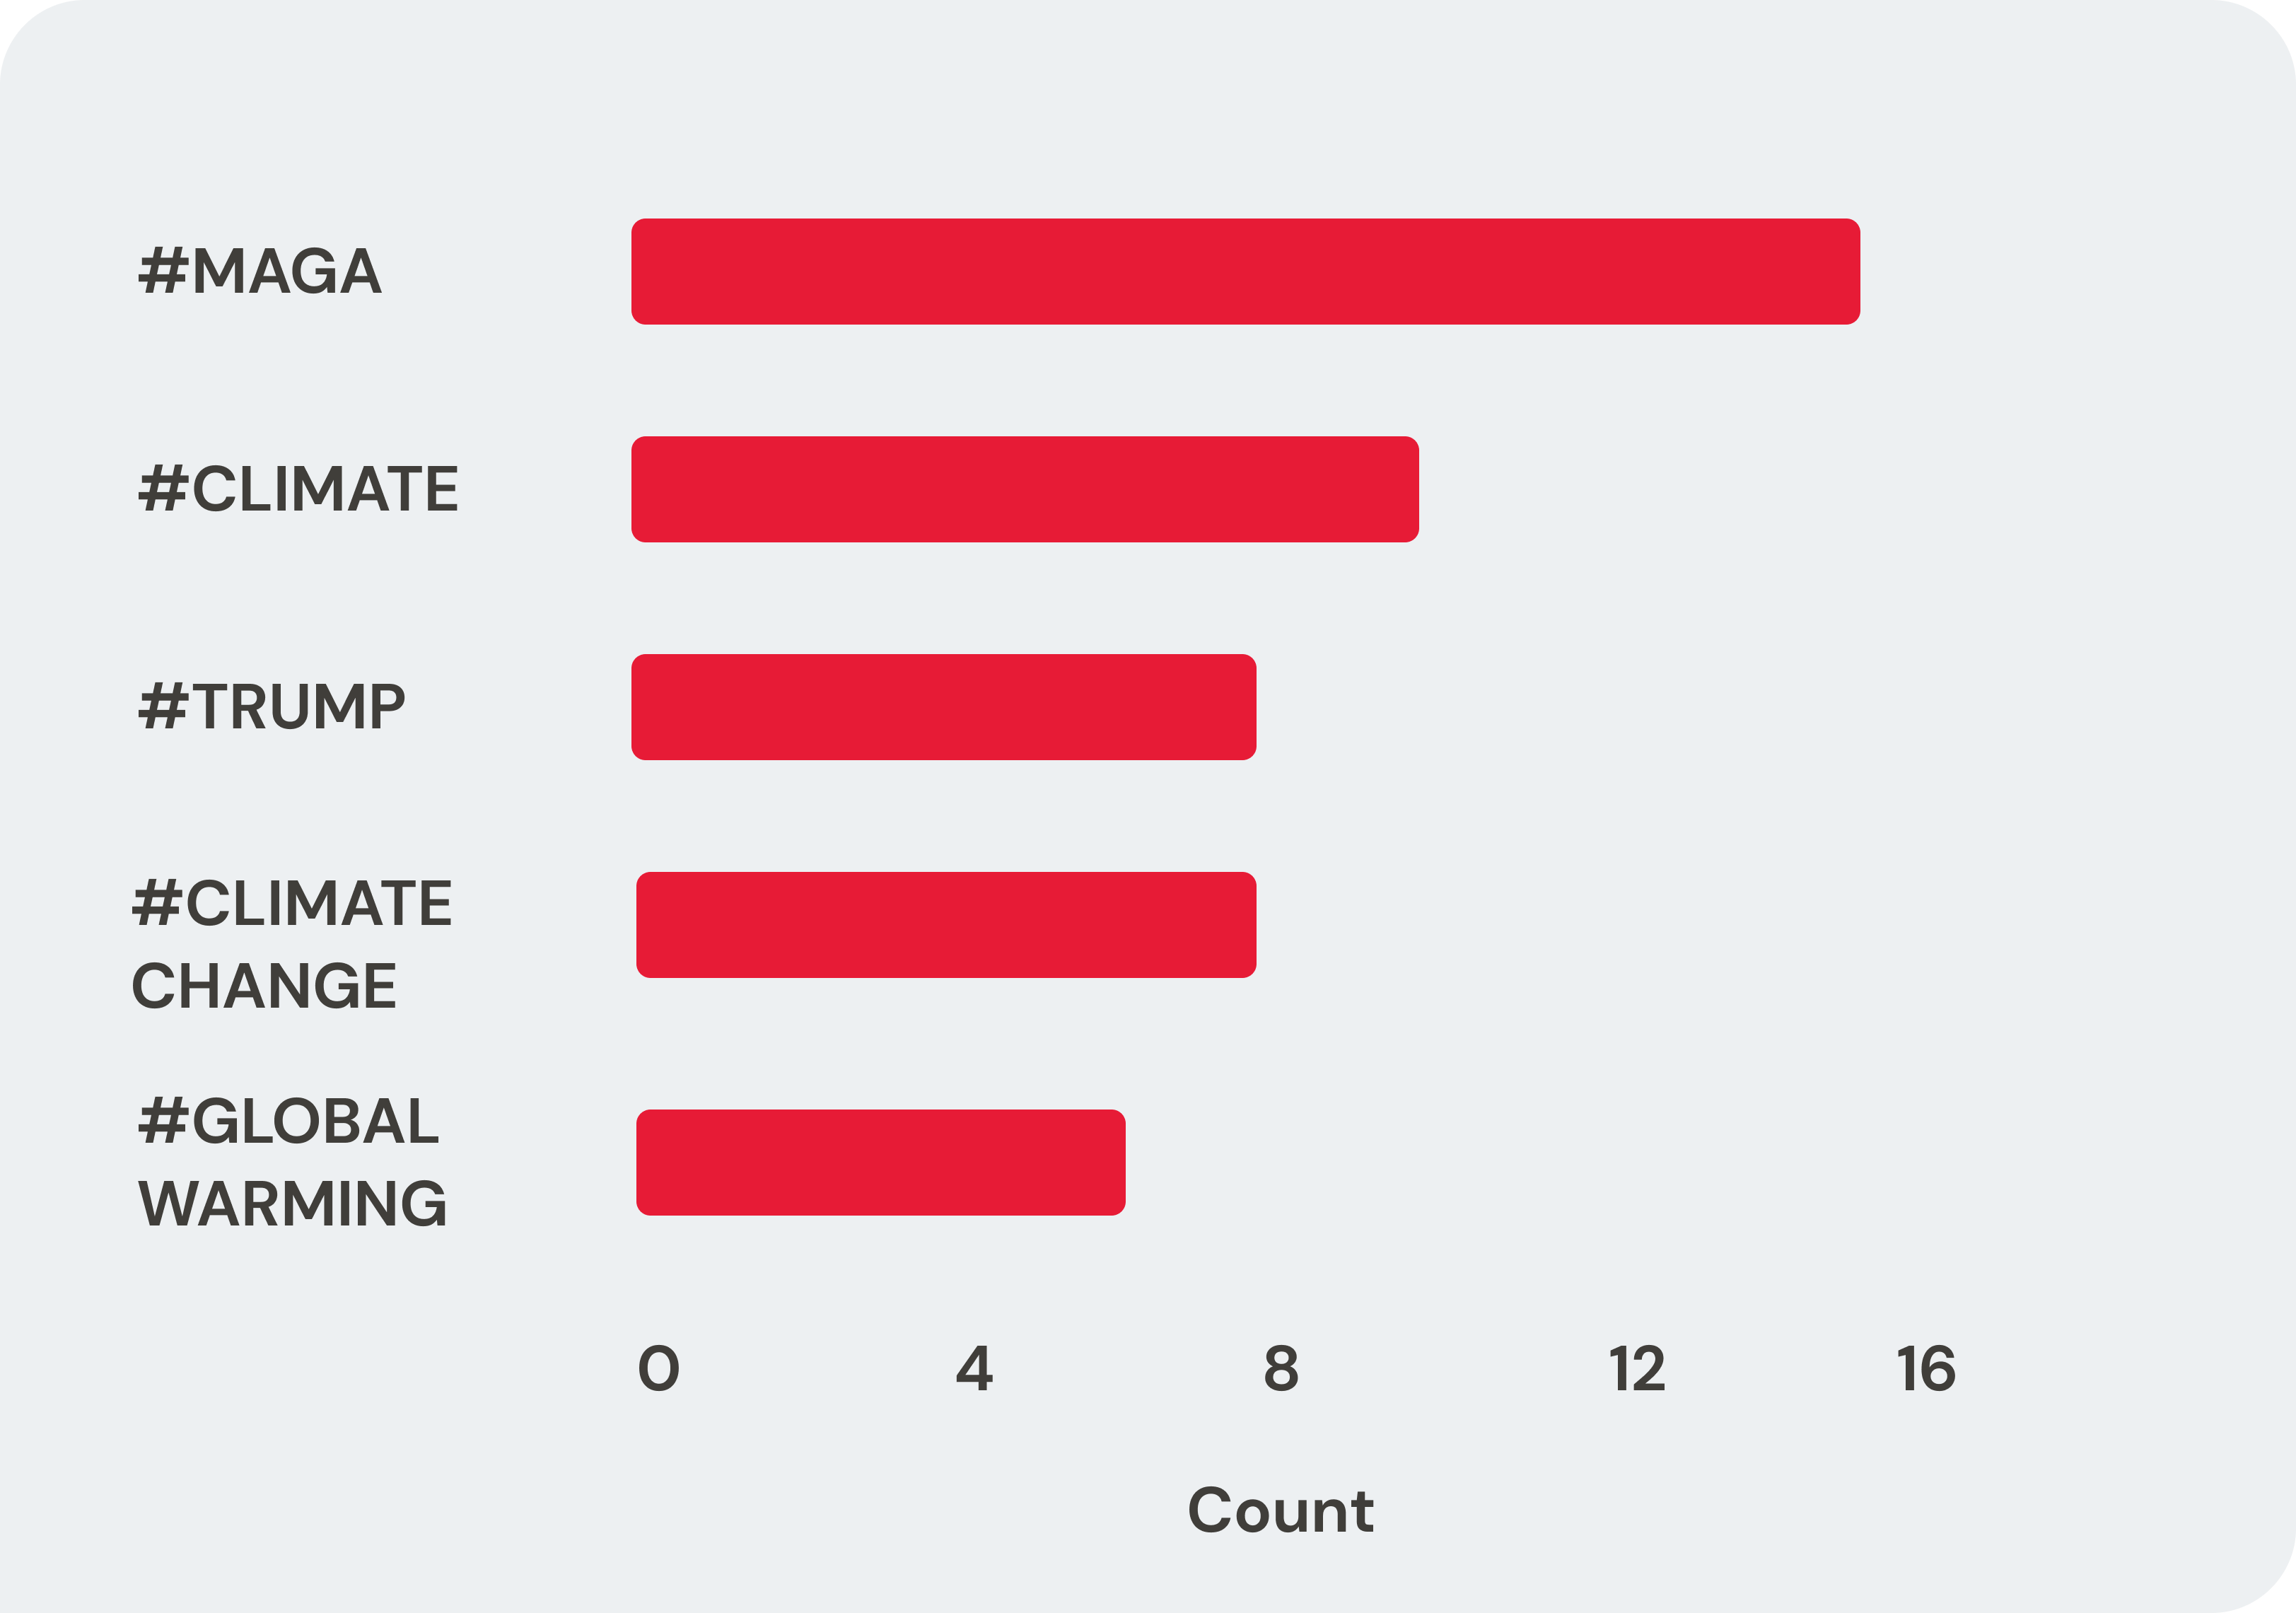 #MAGA
#CLIMATE
#TRUMP
#CLIMATE
CHANGE
#GLOBAL
WARMING
0 4 8 12 16
Count